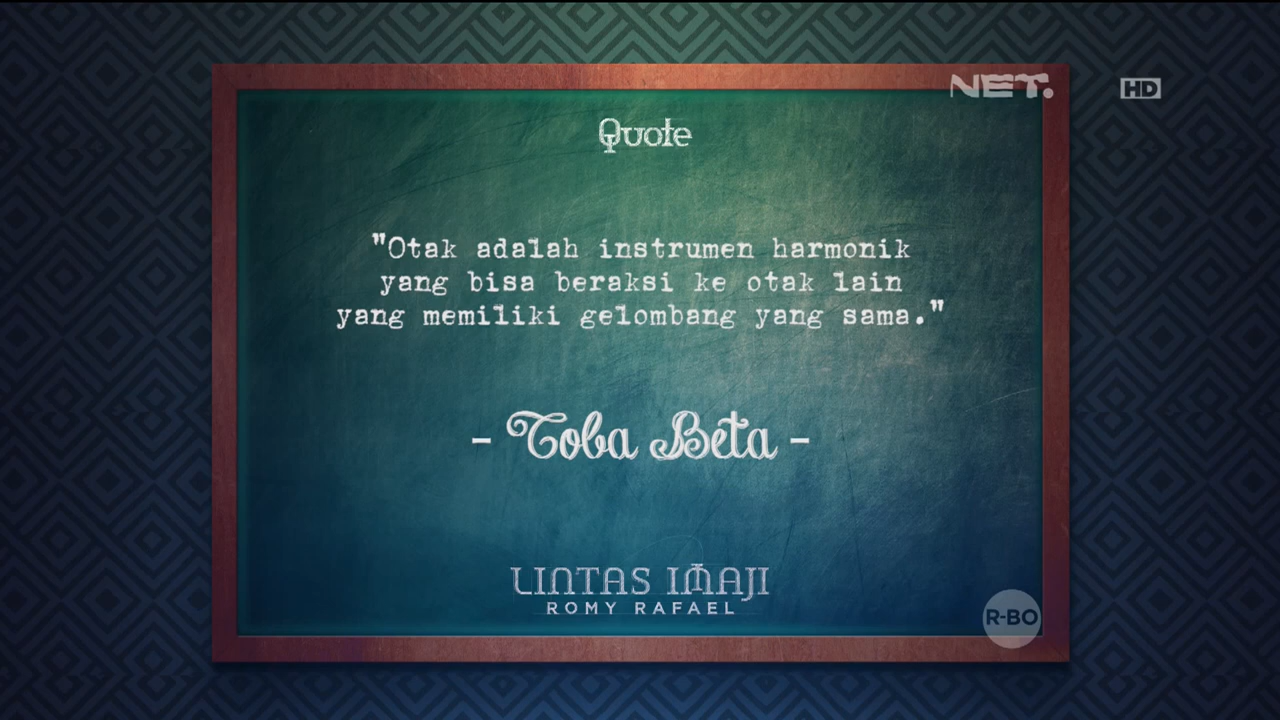 NET.
HD
Quote
"Otak adalah instrumen harmonik
yang bisa beraksi ke otak lain
yang memiliki gelombang yang sama."
- Toba Beta -
LINTAS IMAJI
ROMY RAFAEL
R-BO